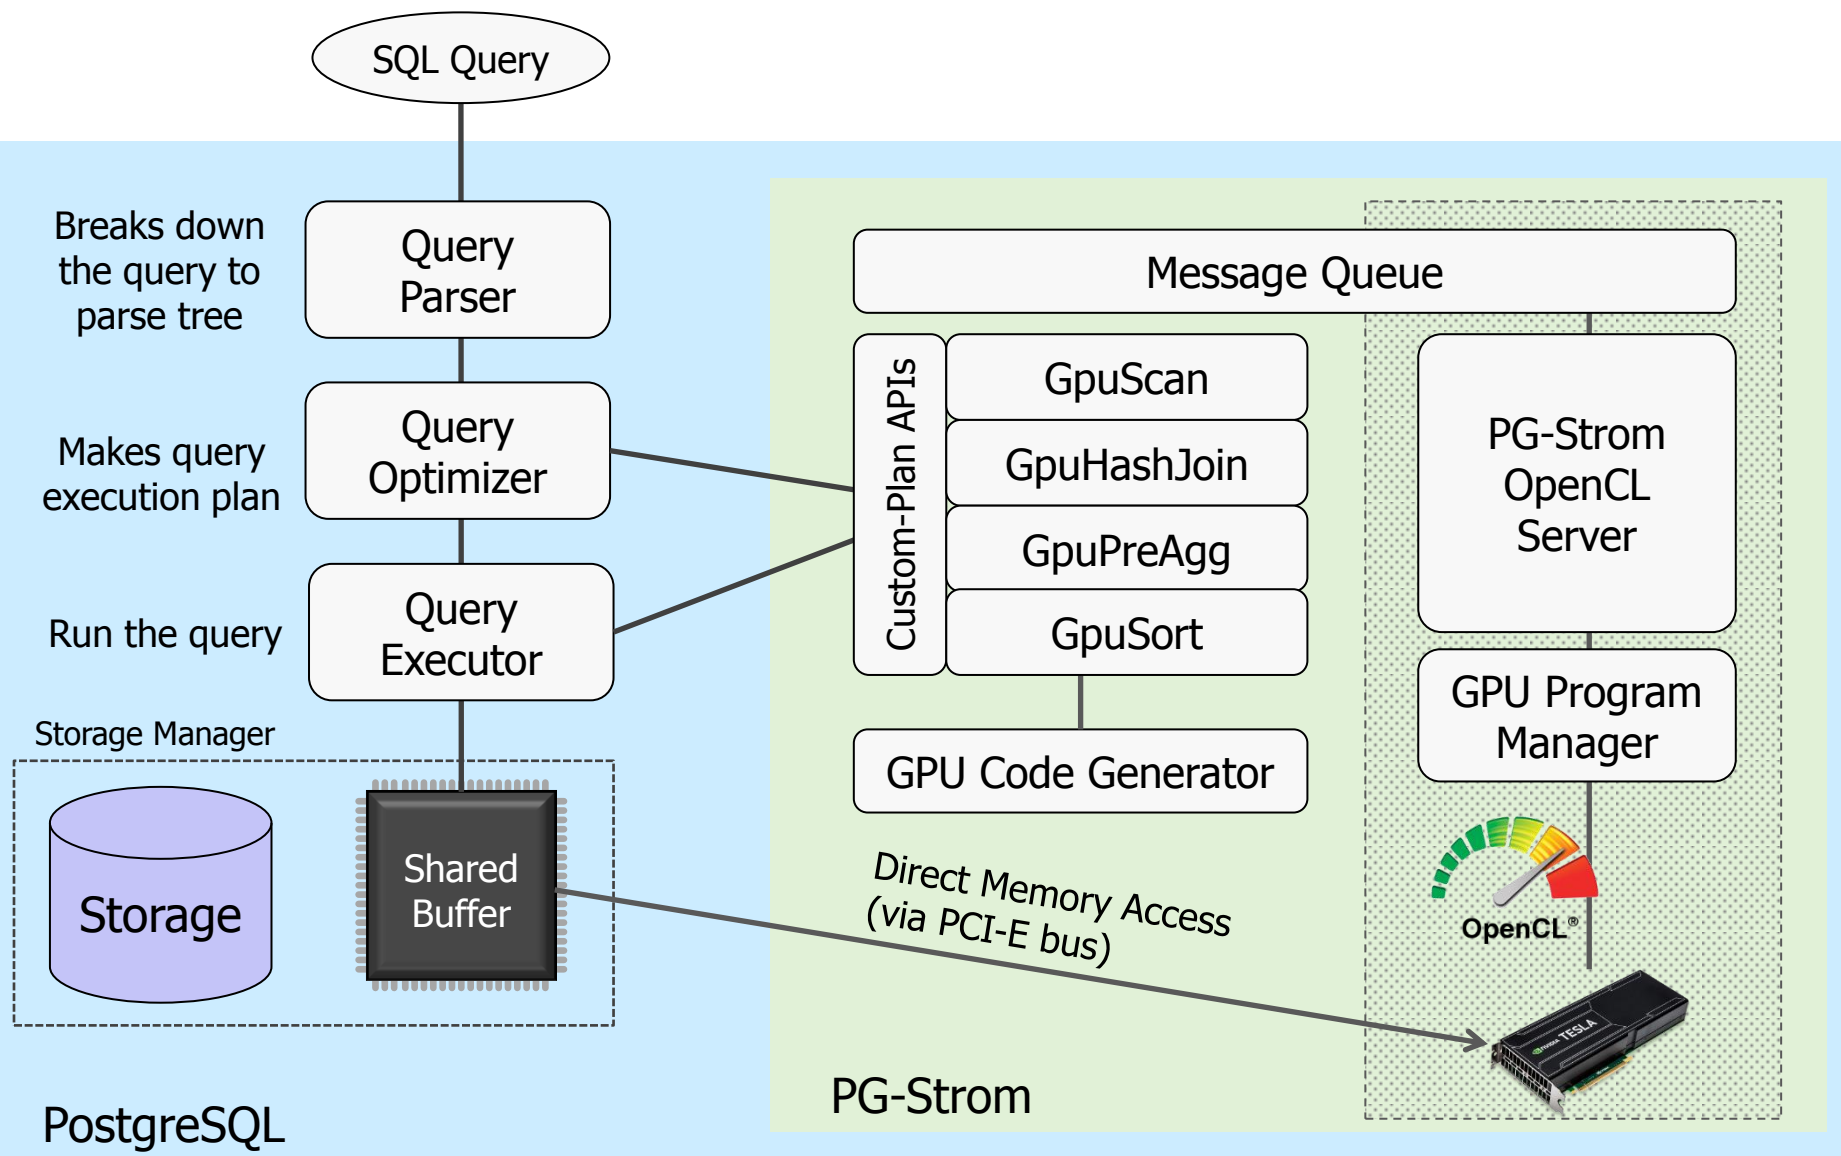 SQL Query
Breaks down
the query to
parse tree
Query
Parser
Makes query
execution plan
Query
Optimizer
Run the query
Query
Executor
Storage Manager
Storage
Shared
Buffer
PostgreSQL
Message Queue
Custom-Plan APIs
GpuScan
GpuHashJoin
GpuPreAgg
GpuSort
GPU Code Generator
PG-Strom
OpenCL
Server
GPU Program
Manager
OpenCL®
Direct Memory Access
(via PCI-E bus)
NVIDIA TESLA
PG-Strom